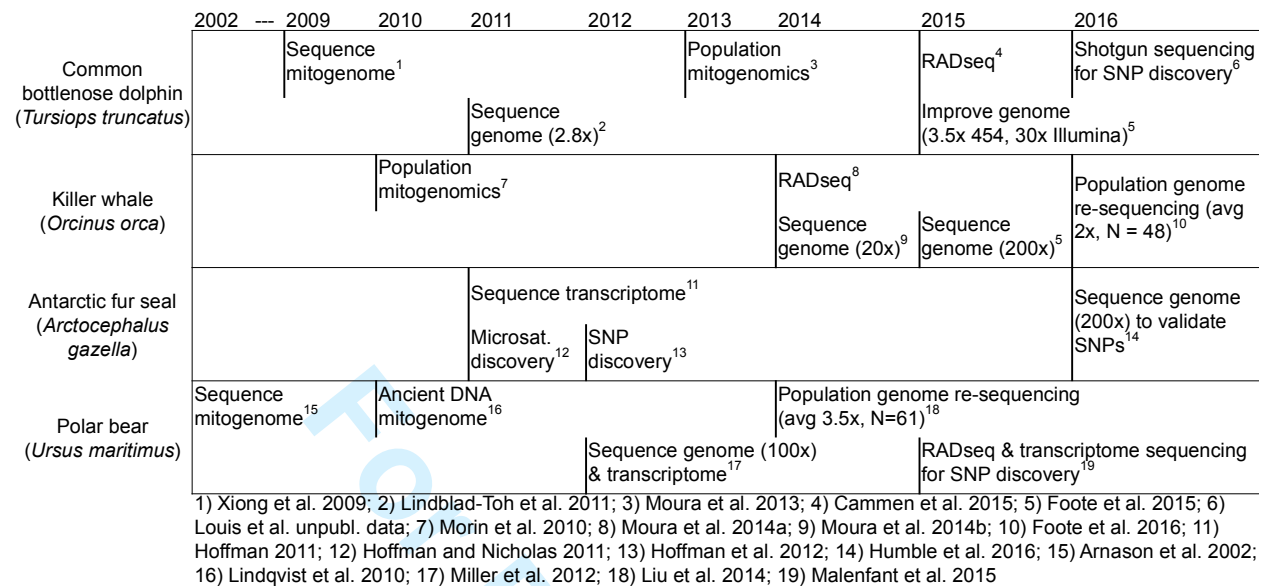 2002 --- 2009 2010 2011 2012 2013 2014 2015 2016
Common
bottlenose dolphin
(Tursiops truncatus)
Sequence
mitogenome1
Population
mitogenomics3
RADseq4
Shotgun sequencing
for SNP discovery6
Sequence
genome (2.8x)2
Improve genome
(3.5x 454, 30x Illumina)5
Killer whale
(Orcinus orca)
Population
mitogenomics7
RADseq8
Sequence
genome (20x)9
Sequence
genome (200x)5
Population genome
re-sequencing (avg
2x, N = 48)10
Antarctic fur seal
(Arctocephalus
gazella)
Sequence transcriptome11
Microsat.
discovery12
SNP
discovery13
Sequence genome
(200x) to validate
SNPs14
Polar bear
(Ursus maritimus)
Sequence
mitogenome15
Ancient DNA
mitogenome16
Population genome re-sequencing
(avg 3.5x, N=61)18
Sequence genome (100x)
& transcriptome17
RADseq & transcriptome sequencing
for SNP discovery19
1) Xiong et al. 2009; 2) Lindblad-Toh et al. 2011; 3) Moura et al. 2013; 4) Cammen et al. 2015; 5) Foote et al. 2015; 6)
Louis et al. unpubl. data; 7) Morin et al. 2010; 8) Moura et al. 2014a; 9) Moura et al. 2014b; 10) Foote et al. 2016; 11)
Hoffman 2011; 12) Hoffman and Nicholas 2011; 13) Hoffman et al. 2012; 14) Humble et al. 2016; 15) Arnason et al. 2002;
16) Lindqvist et al. 2010; 17) Miller et al. 2012; 18) Liu et al. 2014; 19) Malenfant et al. 2015
For